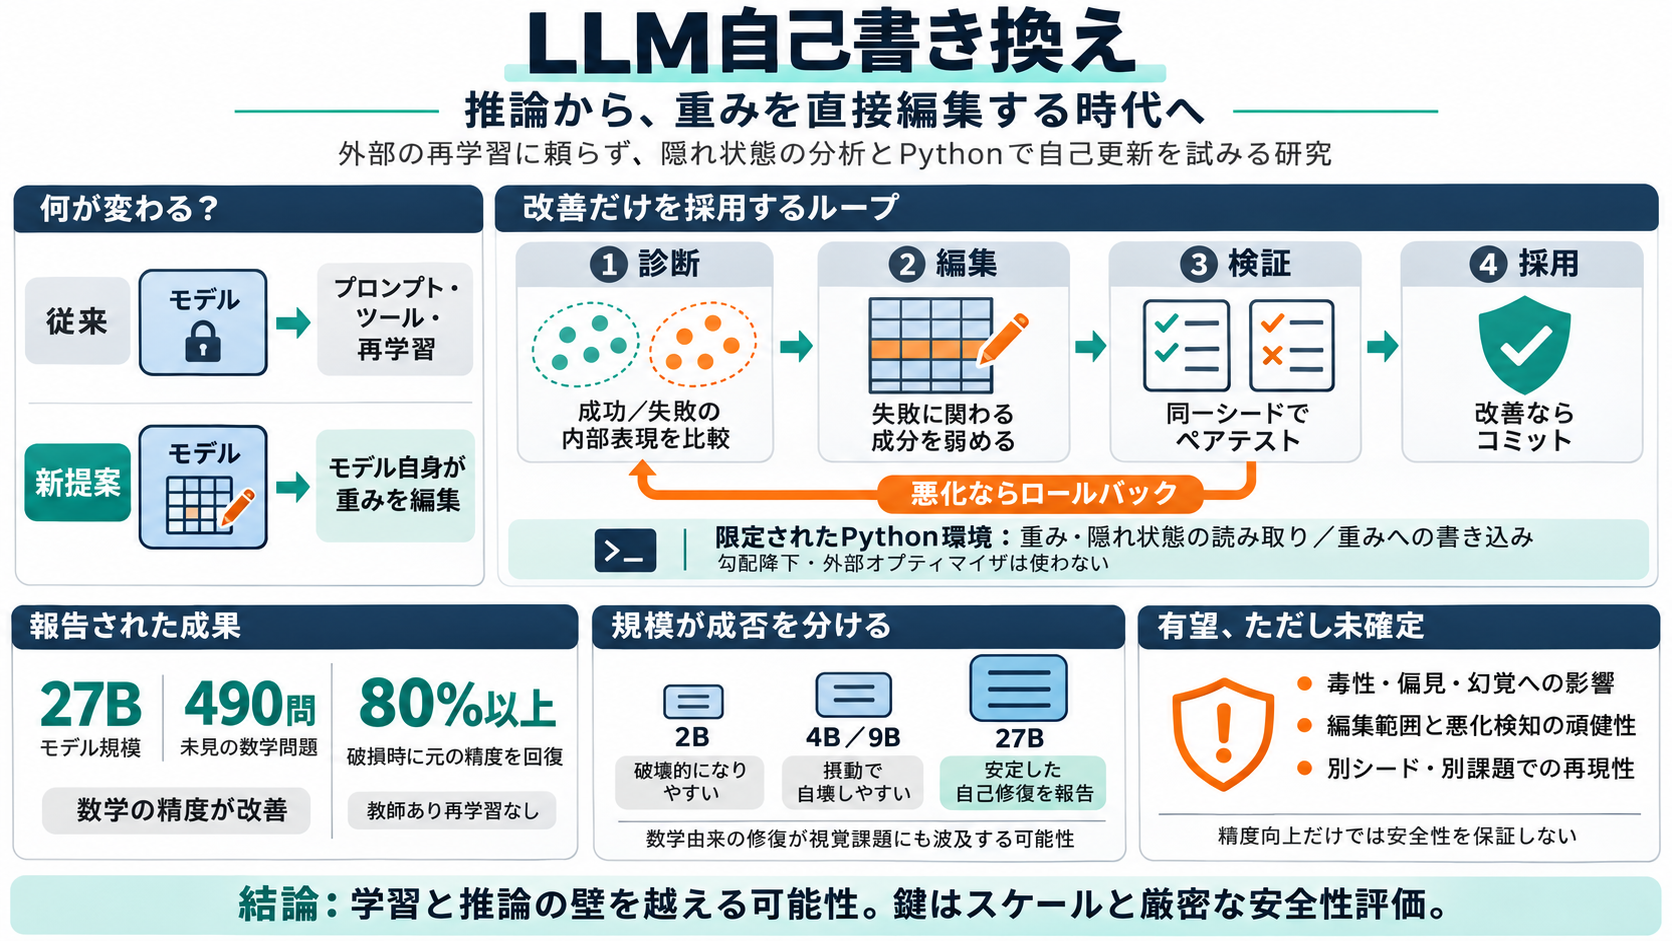 LLM自己書き換え
推論から、重みを直接編集する時代へ
外部の再学習に頼らず、隠れ状態の分析とPythonで自己更新を試みる研究
何が変わる？
従来
モデル
プロンプト・
ツール・
再学習
新提案
モデル
モデル自身が
重みを編集
改善だけを採用するループ
1 診断
成功／失敗の
内部表現を比較
2 編集
失敗に関わる
成分を弱める
3 検証
同一シードで
ペアテスト
4 採用
改善なら
コミット
悪化ならロールバック
>_
限定されたPython環境：重み・隠れ状態の読み取り／重みへの書き込み
勾配降下・外部オプティマイザは使わない
報告された成果
27B
モデル規模
490問
未見の数学問題
数学の精度が改善
80%以上
破損時に元の精度を回復
教師あり再学習なし
規模が成否を分ける
2B
破壊的になり
やすい
4B／9B
摂動で
自壊しやすい
27B
安定した
自己修復を報告
数学由来の修復が視覚課題にも波及する可能性
有望、ただし未確定
毒性・偏見・幻覚への影響
編集範囲と悪化検知の頑健性
別シード・別課題での再現性
精度向上だけでは安全性を保証しない
結論：学習と推論の壁を越える可能性。鍵はスケールと厳密な安全性評価。